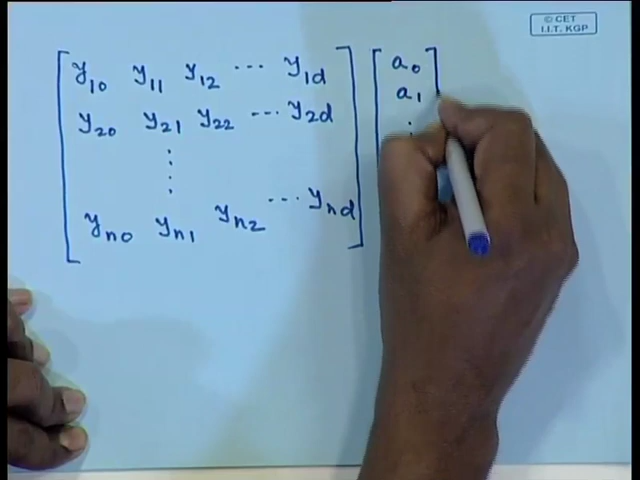 © CET
I.I.T. KGP
y₁₀ y₁₁ y₁₂ ... y₁d a₀
y₂₀ y₂₁ y₂₂ ... y₂d a₁
⋮
yₙ₀ yₙ₁ yₙ₂ ... yₙd